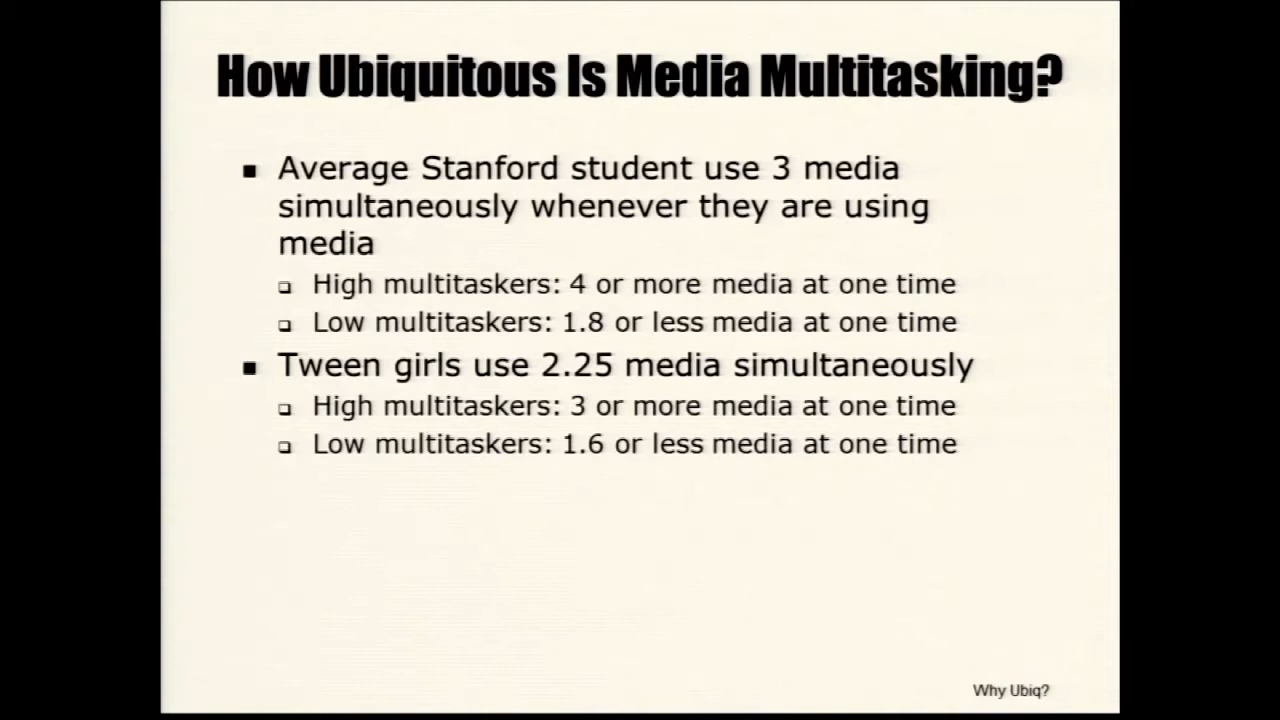 How Ubiquitous Is Media Multitasking?
Average Stanford student use 3 media
simultaneously whenever they are using
media
High multitaskers: 4 or more media at one time
Low multitaskers: 1.8 or less media at one time
Tween girls use 2.25 media simultaneously
High multitaskers: 3 or more media at one time
Low multitaskers: 1.6 or less media at one time
Why Ubiq?